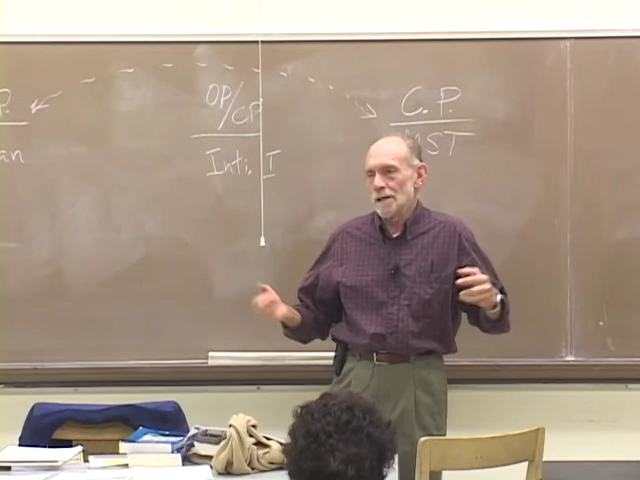 P.
an
OP/CP
Inti. I
C.P.
MST